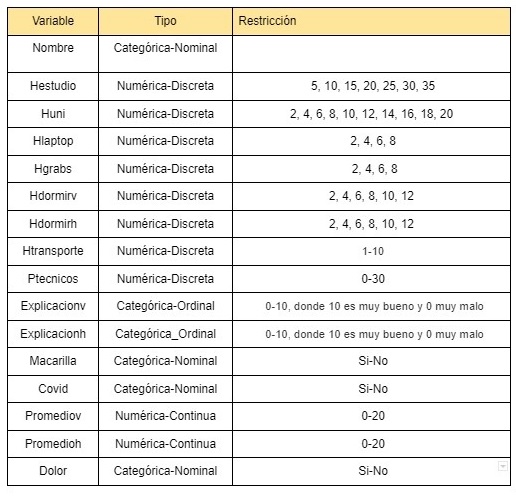 Variable Tipo Restricción
Nombre Categórica-Nominal
Hestudio Numérica-Discreta 5, 10, 15, 20, 25, 30, 35
Huni Numérica-Discreta 2, 4, 6, 8, 10, 12, 14, 16, 18, 20
Hlaptop Numérica-Discreta 2, 4, 6, 8
Hgrabs Numérica-Discreta 2, 4, 6, 8
Hdormirv Numérica-Discreta 2, 4, 6, 8, 10, 12
Hdormirh Numérica-Discreta 2, 4, 6, 8, 10, 12
Htransporte Numérica-Discreta 1-10
Ptecnicos Numérica-Discreta 0-30
Explicacionv Categórica-Ordinal 0-10, donde 10 es muy bueno y 0 muy malo
Explicacionh Categórica_Ordinal 0-10, donde 10 es muy bueno y 0 muy malo
Macarilla Categórica-Nominal Si-No
Covid Categórica-Nominal Si-No
Promediov Numérica-Continua 0-20
Promedioh Numérica-Continua 0-20
Dolor Categórica-Nominal Si-No